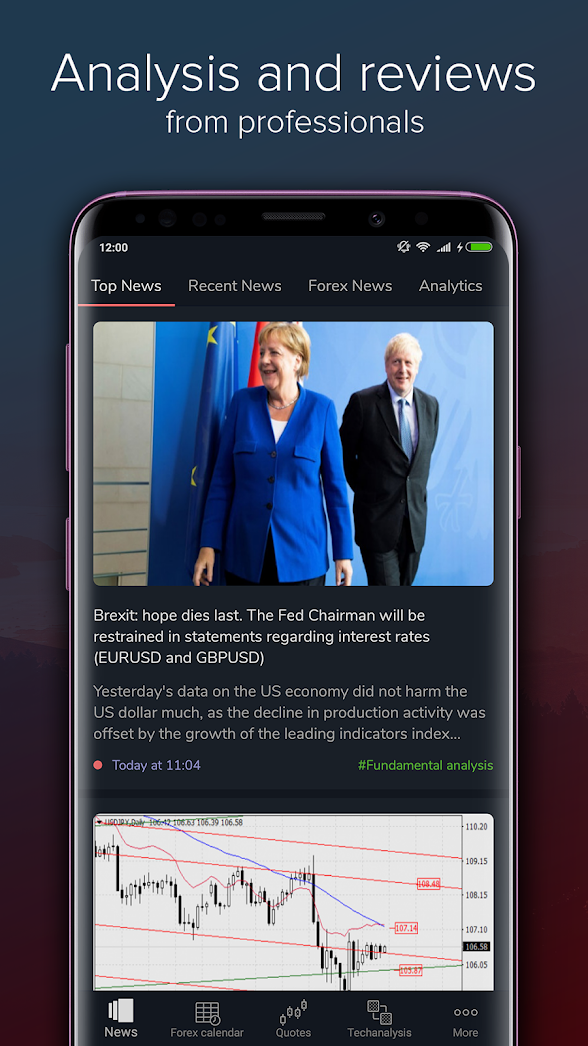 Analysis and reviews
from professionals
12:00
Top News Recent News Forex News Analytics
Brexit: hope dies last. The Fed Chairman will be
restrained in statements regarding interest rates
(EURUSD and GBPUSD)
Yesterday's data on the US economy did not harm the
US dollar much, as the decline in production activity was
offset by the growth of the leading indicators index...
Today at 11:04 #Fundamental analysis
USDJPY,Daily 106.42 106.63 106.39 106.58
110.20
109.15
108.48
108.15
107.14
107.10
106.58
106.05
105.87
News Forex calendar Quotes Techanalysis More